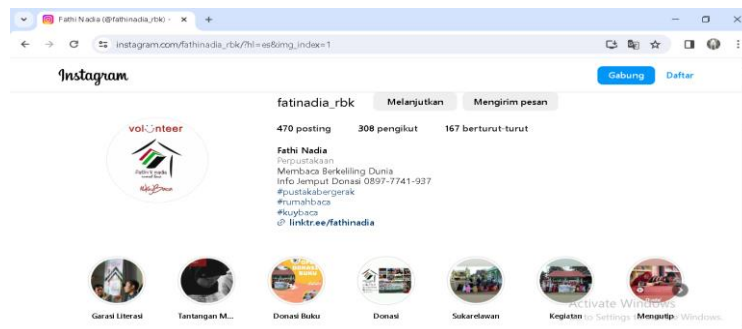 Fathi Nadia (@fathinadia_rbk) -
instagram.com/fathinadia_rbk/?hl=es&img_index=1
Instagram
Gabung
Daftar
fatinadia_rbk
Melanjutkan
Mengirim pesan
volunteer
470 posting 308 pengikut 167 berturut-turut
Fathi Nadia
Perpustakaan
Membaca Berkeliling Dunia
Info Jemput Donasi 0897-7741-937
#pustakabergerak
#rumahbaca
#kuybaca
linktr.ee/fathinadia
Garasi Literasi
Tantangan M...
Donasi Buku
Donasi
Sukarelawan
Kegiatan
Mengutip
Activate Windows
to Settings Windows.